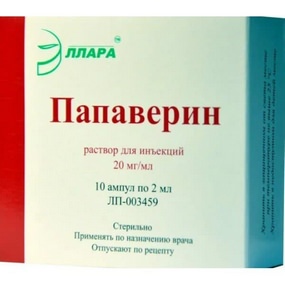 ЭЛЛАРА
Папаверин
раствор для инъекций
20 мг/мл
10 ампул по 2 мл
ЛП-003459
Стерильно
Применять по назначению врача
Отпускают по рецепту